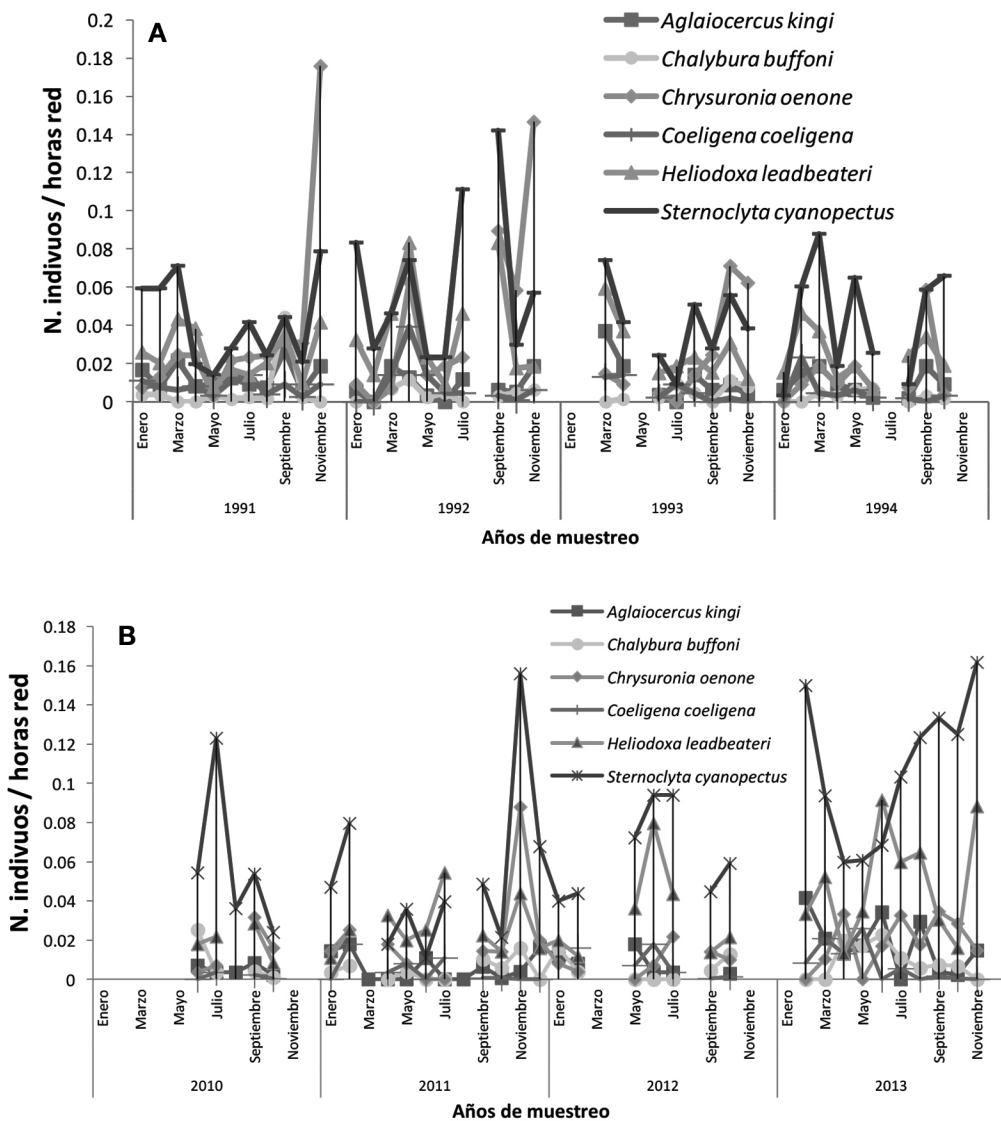 A
N. indivuos / horas red
0.2
0.18
0.16
0.14
0.12
0.1
0.08
0.06
0.04
0.02
0
Aglaiocercus kingi
Chalybura buffoni
Chrysuronia oenone
Coeligena coeligena
Heliodoxa leadbeateri
Sternoclyta cyanopectus
Enero Marzo Mayo Julio Septiembre Noviembre Enero Marzo Mayo Julio Septiembre Noviembre Enero Marzo Mayo Julio Septiembre Noviembre Enero Marzo Mayo Julio Septiembre Noviembre
1991 1992 1993 1994
Años de muestreo
B
N. indivuos / horas red
0.18
0.16
0.14
0.12
0.1
0.08
0.06
0.04
0.02
0
Aglaiocercus kingi
Chalybura buffoni
Chrysuronia oenone
Coeligena coeligena
Heliodoxa leadbeateri
Sternoclyta cyanopectus
Enero Marzo Mayo Julio Septiembre Noviembre Enero Marzo Mayo Julio Septiembre Noviembre Enero Marzo Mayo Julio Septiembre Noviembre Enero Marzo Mayo Julio Septiembre Noviembre
2010 2011 2012 2013
Años de muestreo